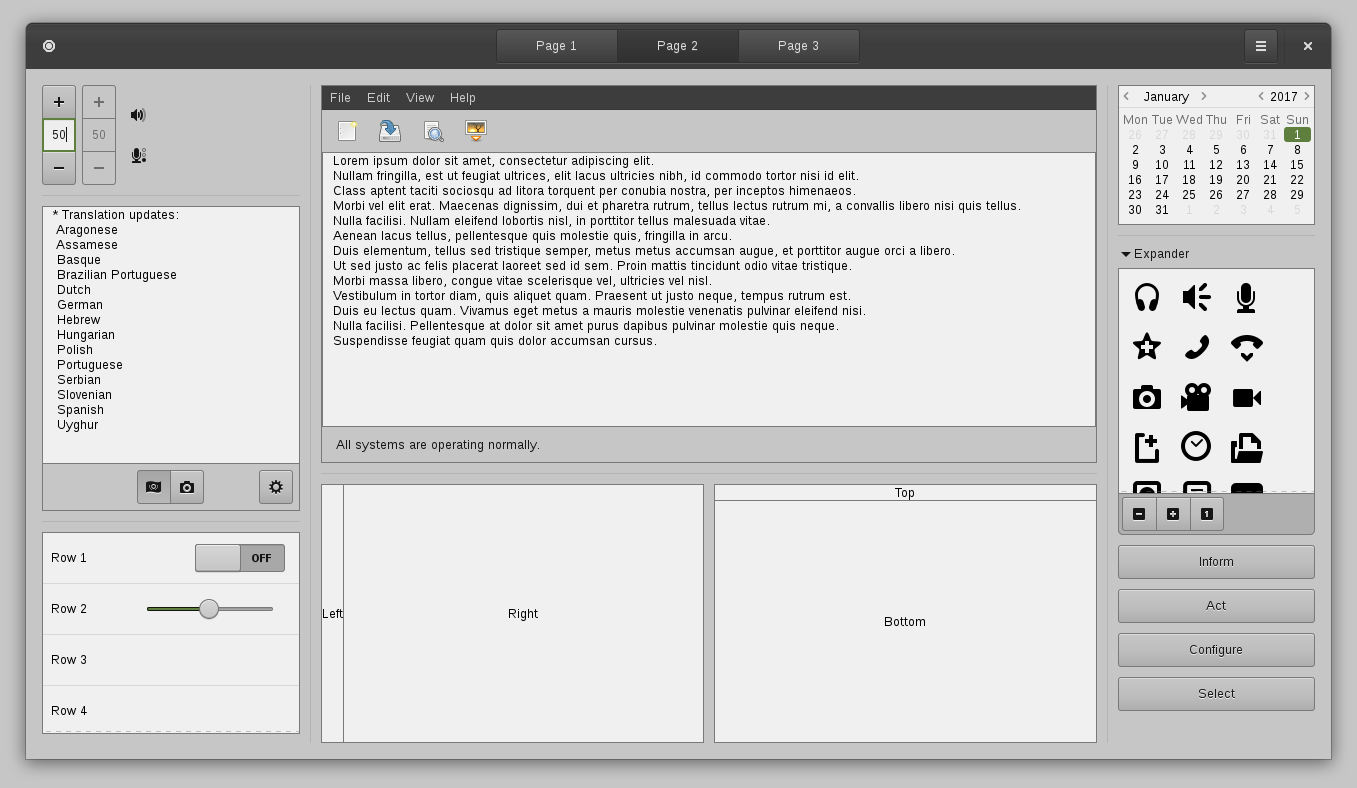 Page 1 Page 2 Page 3
50
50
* Translation updates:
Aragonese
Assamese
Basque
Brazilian Portuguese
Dutch
German
Hebrew
Hungarian
Polish
Portuguese
Serbian
Slovenian
Spanish
Uyghur
Row 1 OFF
Row 2
Row 3
Row 4
File Edit View Help
Lorem ipsum dolor sit amet, consectetur adipiscing elit.
Nullam fringilla, est ut feugiat ultrices, elit lacus ultricies nibh, id commodo tortor nisi id elit.
Class aptent taciti sociosqu ad litora torquent per conubia nostra, per inceptos himenaeos.
Morbi vel elit erat. Maecenas dignissim, dui et pharetra rutrum, tellus lectus rutrum mi, a convallis libero nisi quis tellus.
Nulla facilisi. Nullam eleifend lobortis nisl, in porttitor tellus malesuada vitae.
Aenean lacus tellus, pellentesque quis molestie quis, fringilla in arcu.
Duis elementum, tellus sed tristique semper, metus metus accumsan augue, et porttitor augue orci a libero.
Ut sed justo ac felis placerat laoreet sed id sem. Proin mattis tincidunt odio vitae tristique.
Morbi massa libero, congue vitae scelerisque vel, ultricies vel nisl.
Vestibulum in tortor diam, quis aliquet quam. Praesent ut justo neque, tempus rutrum est.
Duis eu lectus quam. Vivamus eget metus a mauris molestie venenatis pulvinar eleifend nisi.
Nulla facilisi. Pellentesque at dolor sit amet purus dapibus pulvinar molestie quis neque.
Suspendisse feugiat quam quis dolor accumsan cursus.
All systems are operating normally.
Left
Right
Top
Bottom
January 2017
Mon Tue Wed Thu Fri Sat Sun
26 27 28 29 30 31 1
2 3 4 5 6 7 8
9 10 11 12 13 14 15
16 17 18 19 20 21 22
23 24 25 26 27 28 29
30 31 1 2 3 4 5
Expander
1
Inform
Act
Configure
Select